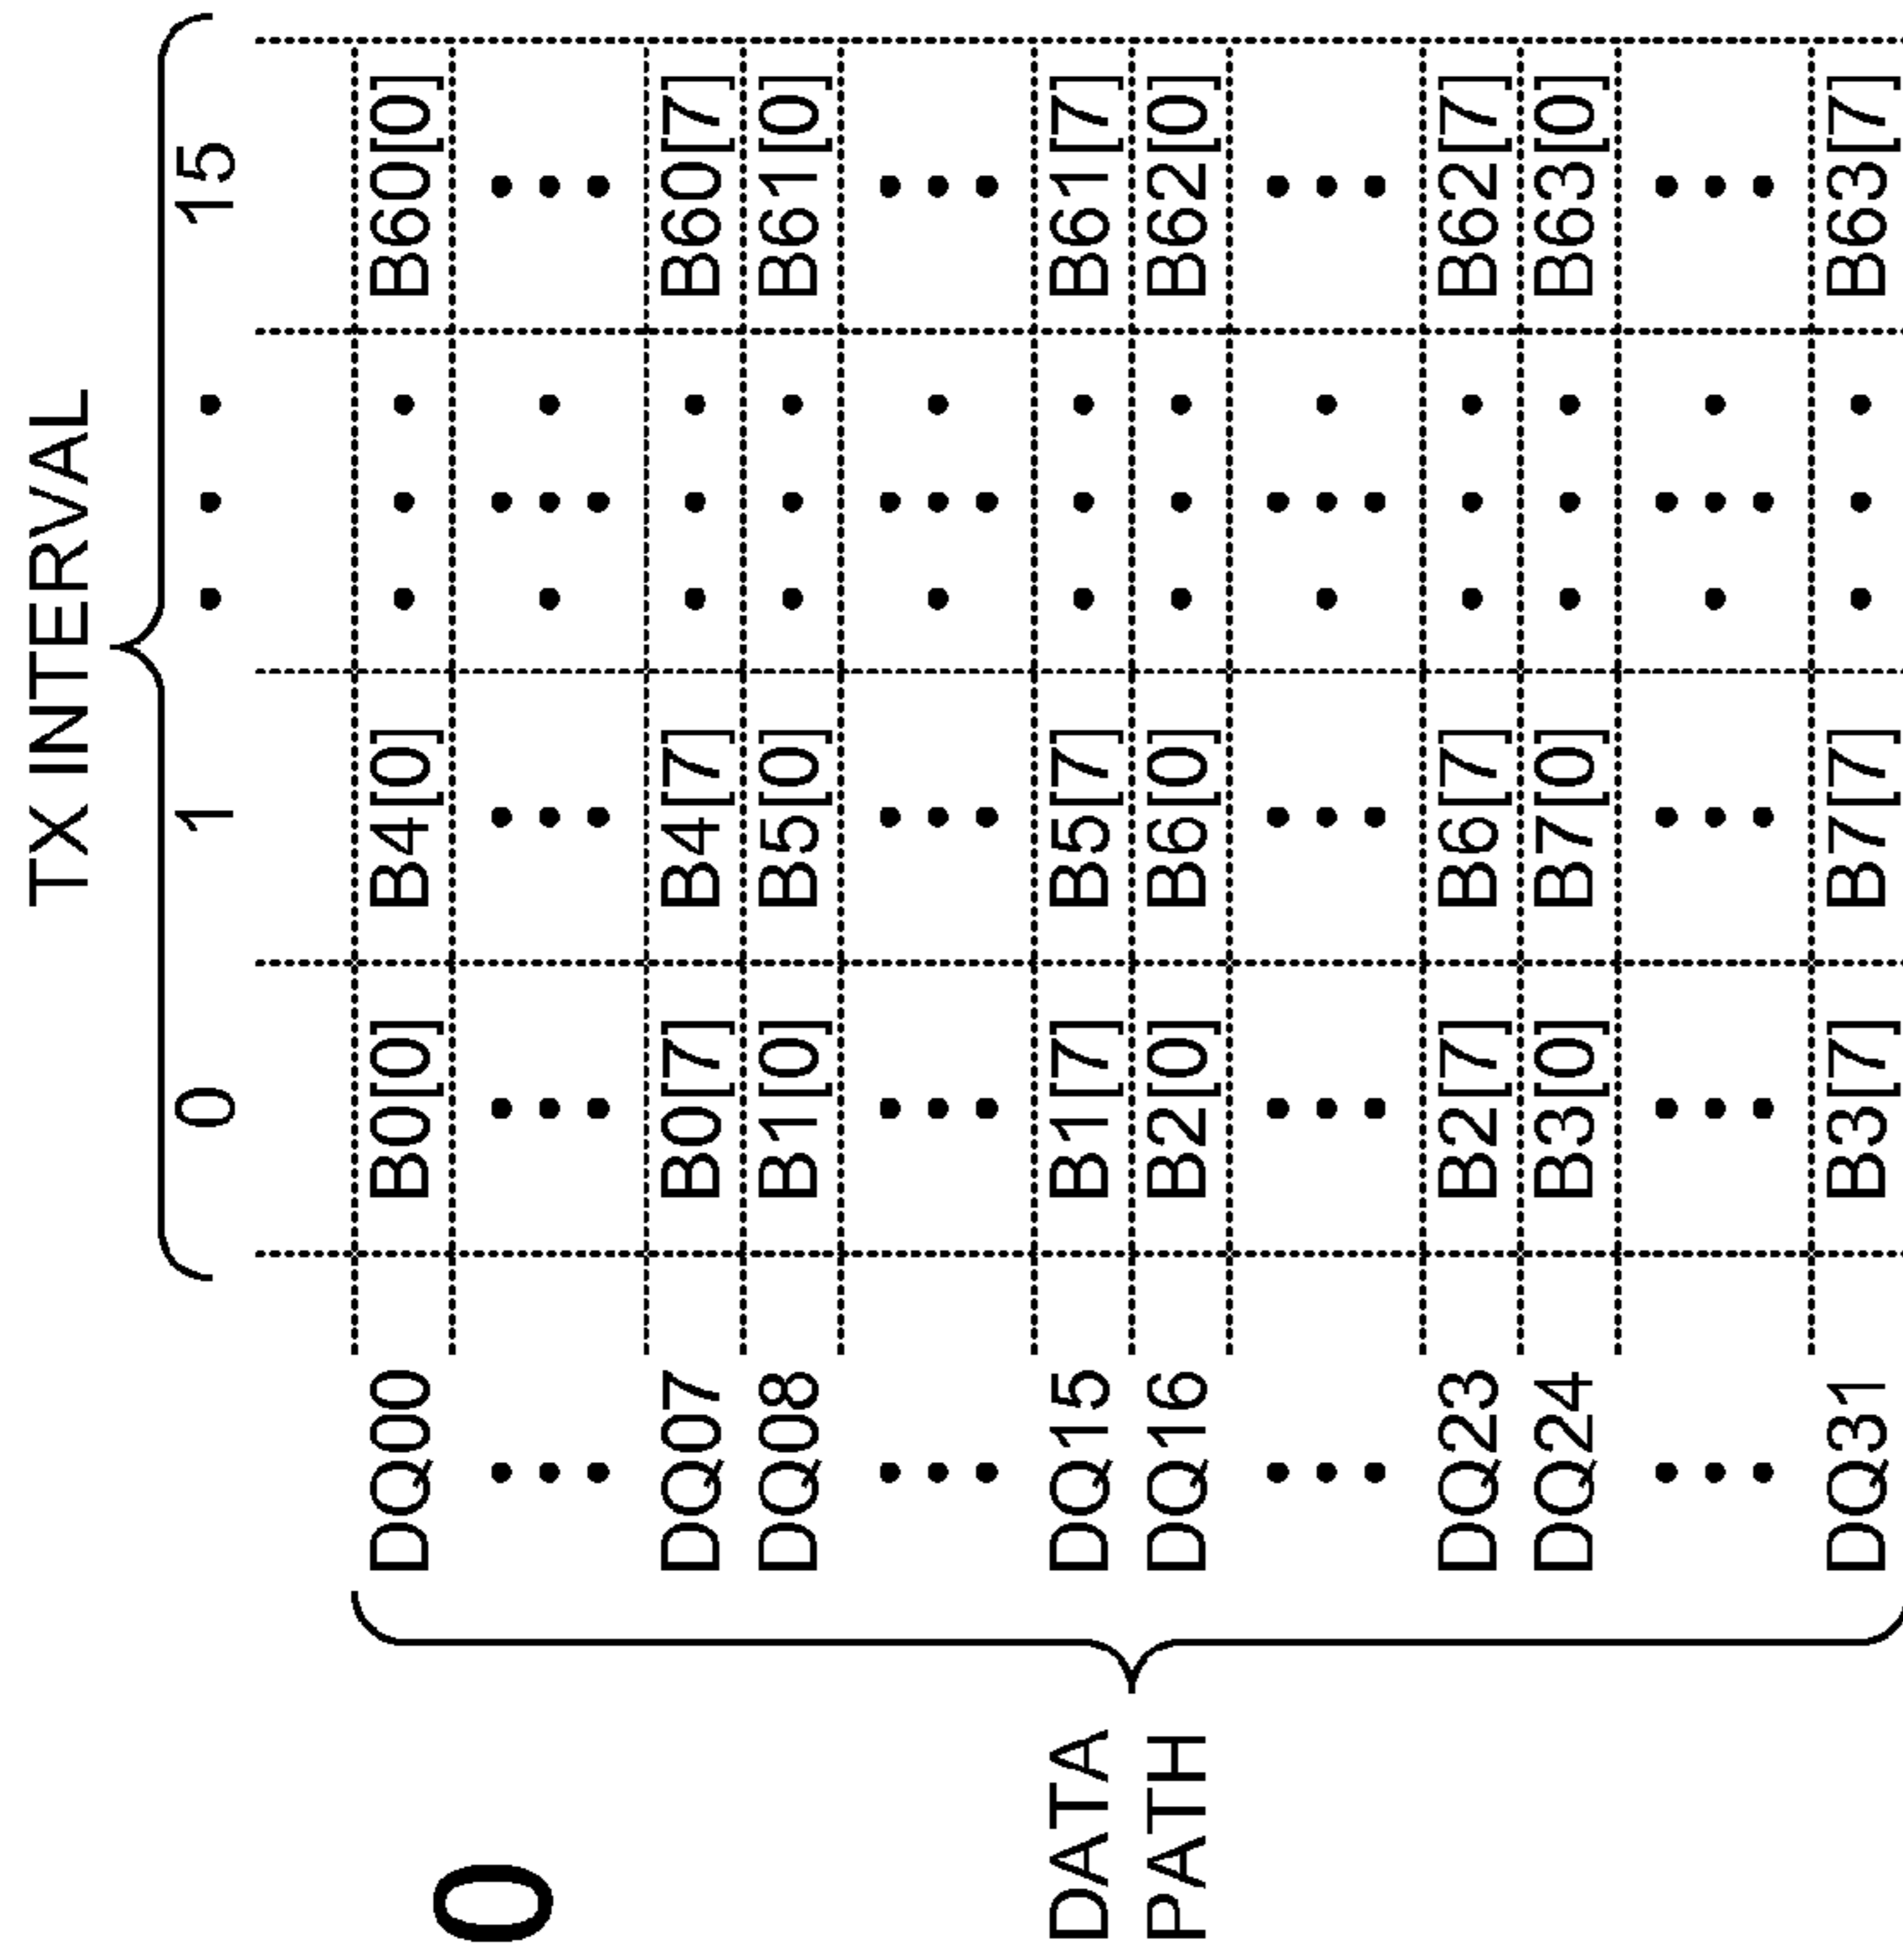 TX INTERVAL
0 1 • • • 15
DQ00 B0[0] B4[0] • • • B60[0]
• • • • • • • • • • • • • • • • •
DQ07 B0[7] B4[7] • • • B60[7]
DQ08 B1[0] B5[0] • • • B61[0]
• • • • • • • • • • • • • • • • •
DQ15 B1[7] B5[7] • • • B61[7]
DQ16 B2[0] B6[0] • • • B62[0]
• • • • • • • • • • • • • • • • •
DQ23 B2[7] B6[7] • • • B62[7]
DQ24 B3[0] B7[0] • • • B63[0]
• • • • • • • • • • • • • • • • •
DQ31 B3[7] B7[7] • • • B63[7]
DATA
PATH
0